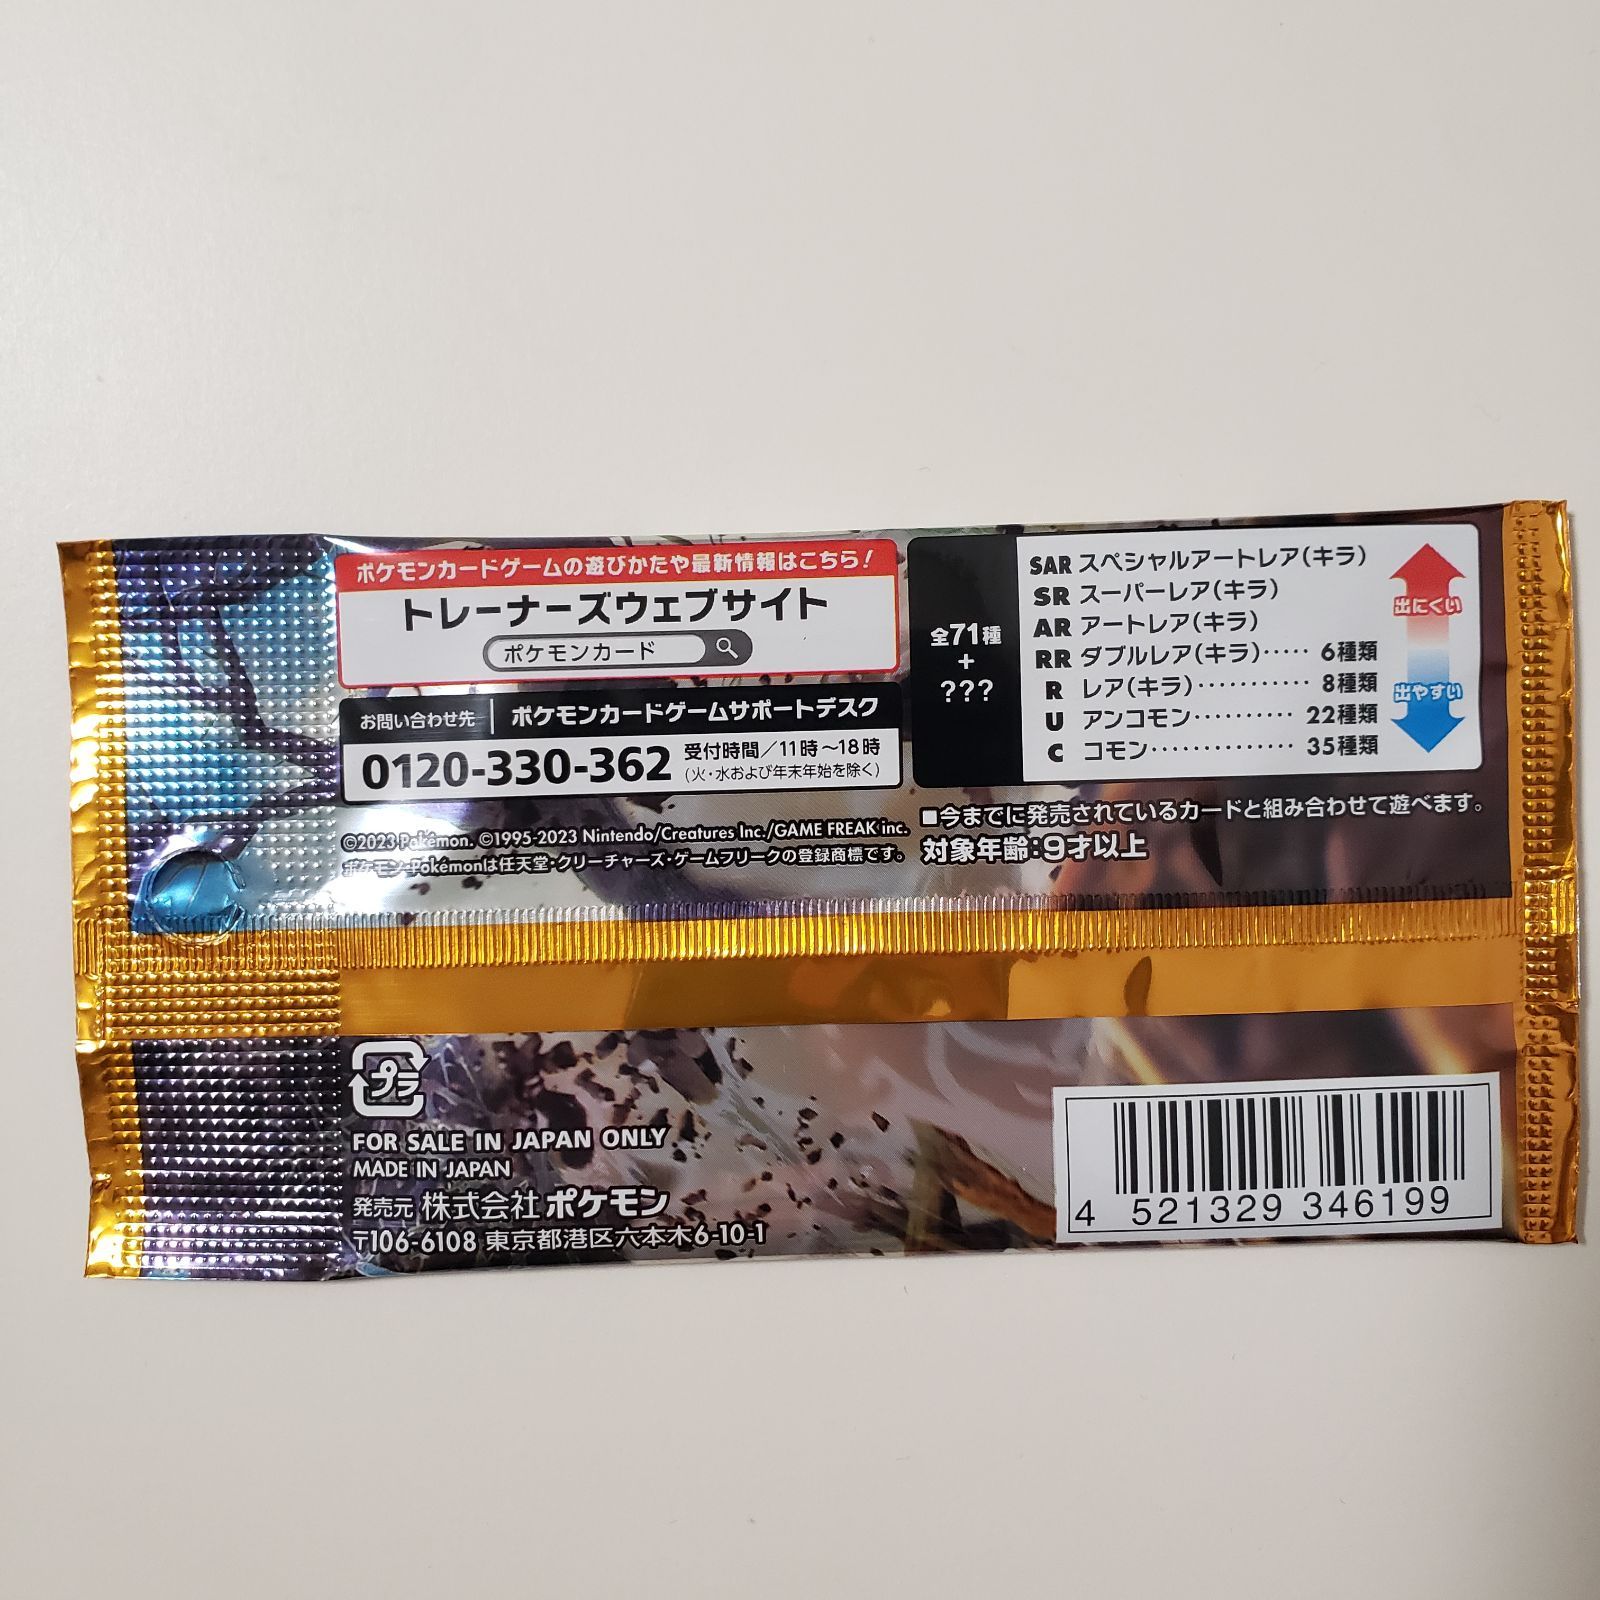 ポケモンカードゲームの遊びかたや最新情報はこちら!
トレーナーズウェブサイト
ポケモンカード
お問い合わせ先 ポケモンカードゲームサポートデスク
0120-330-362 受付時間/11時〜18時
(火・水および年末年始を除く)
©2023 Pokémon. ©1995-2023 Nintendo/Creatures Inc./GAME FREAK inc.
ポケモン・Pokémonは任天堂・クリーチャーズ・ゲームフリークの登録商標です。
全71種
+
???
SAR スペシャルアートレア(キラ)
SR スーパーレア(キラ)
AR アートレア(キラ)
RR ダブルレア(キラ)····· 6種類
R レア(キラ)··········· 8種類
U アンコモン·········· 22種類
C コモン·············· 35種類
出にくい
出やすい
■今までに発売されているカードと組み合わせて遊べます。
対象年齢:9才以上
プラ
FOR SALE IN JAPAN ONLY
MADE IN JAPAN
発売元 株式会社ポケモン
〒106-6108 東京都港区六本木6-10-1
4 521329 346199